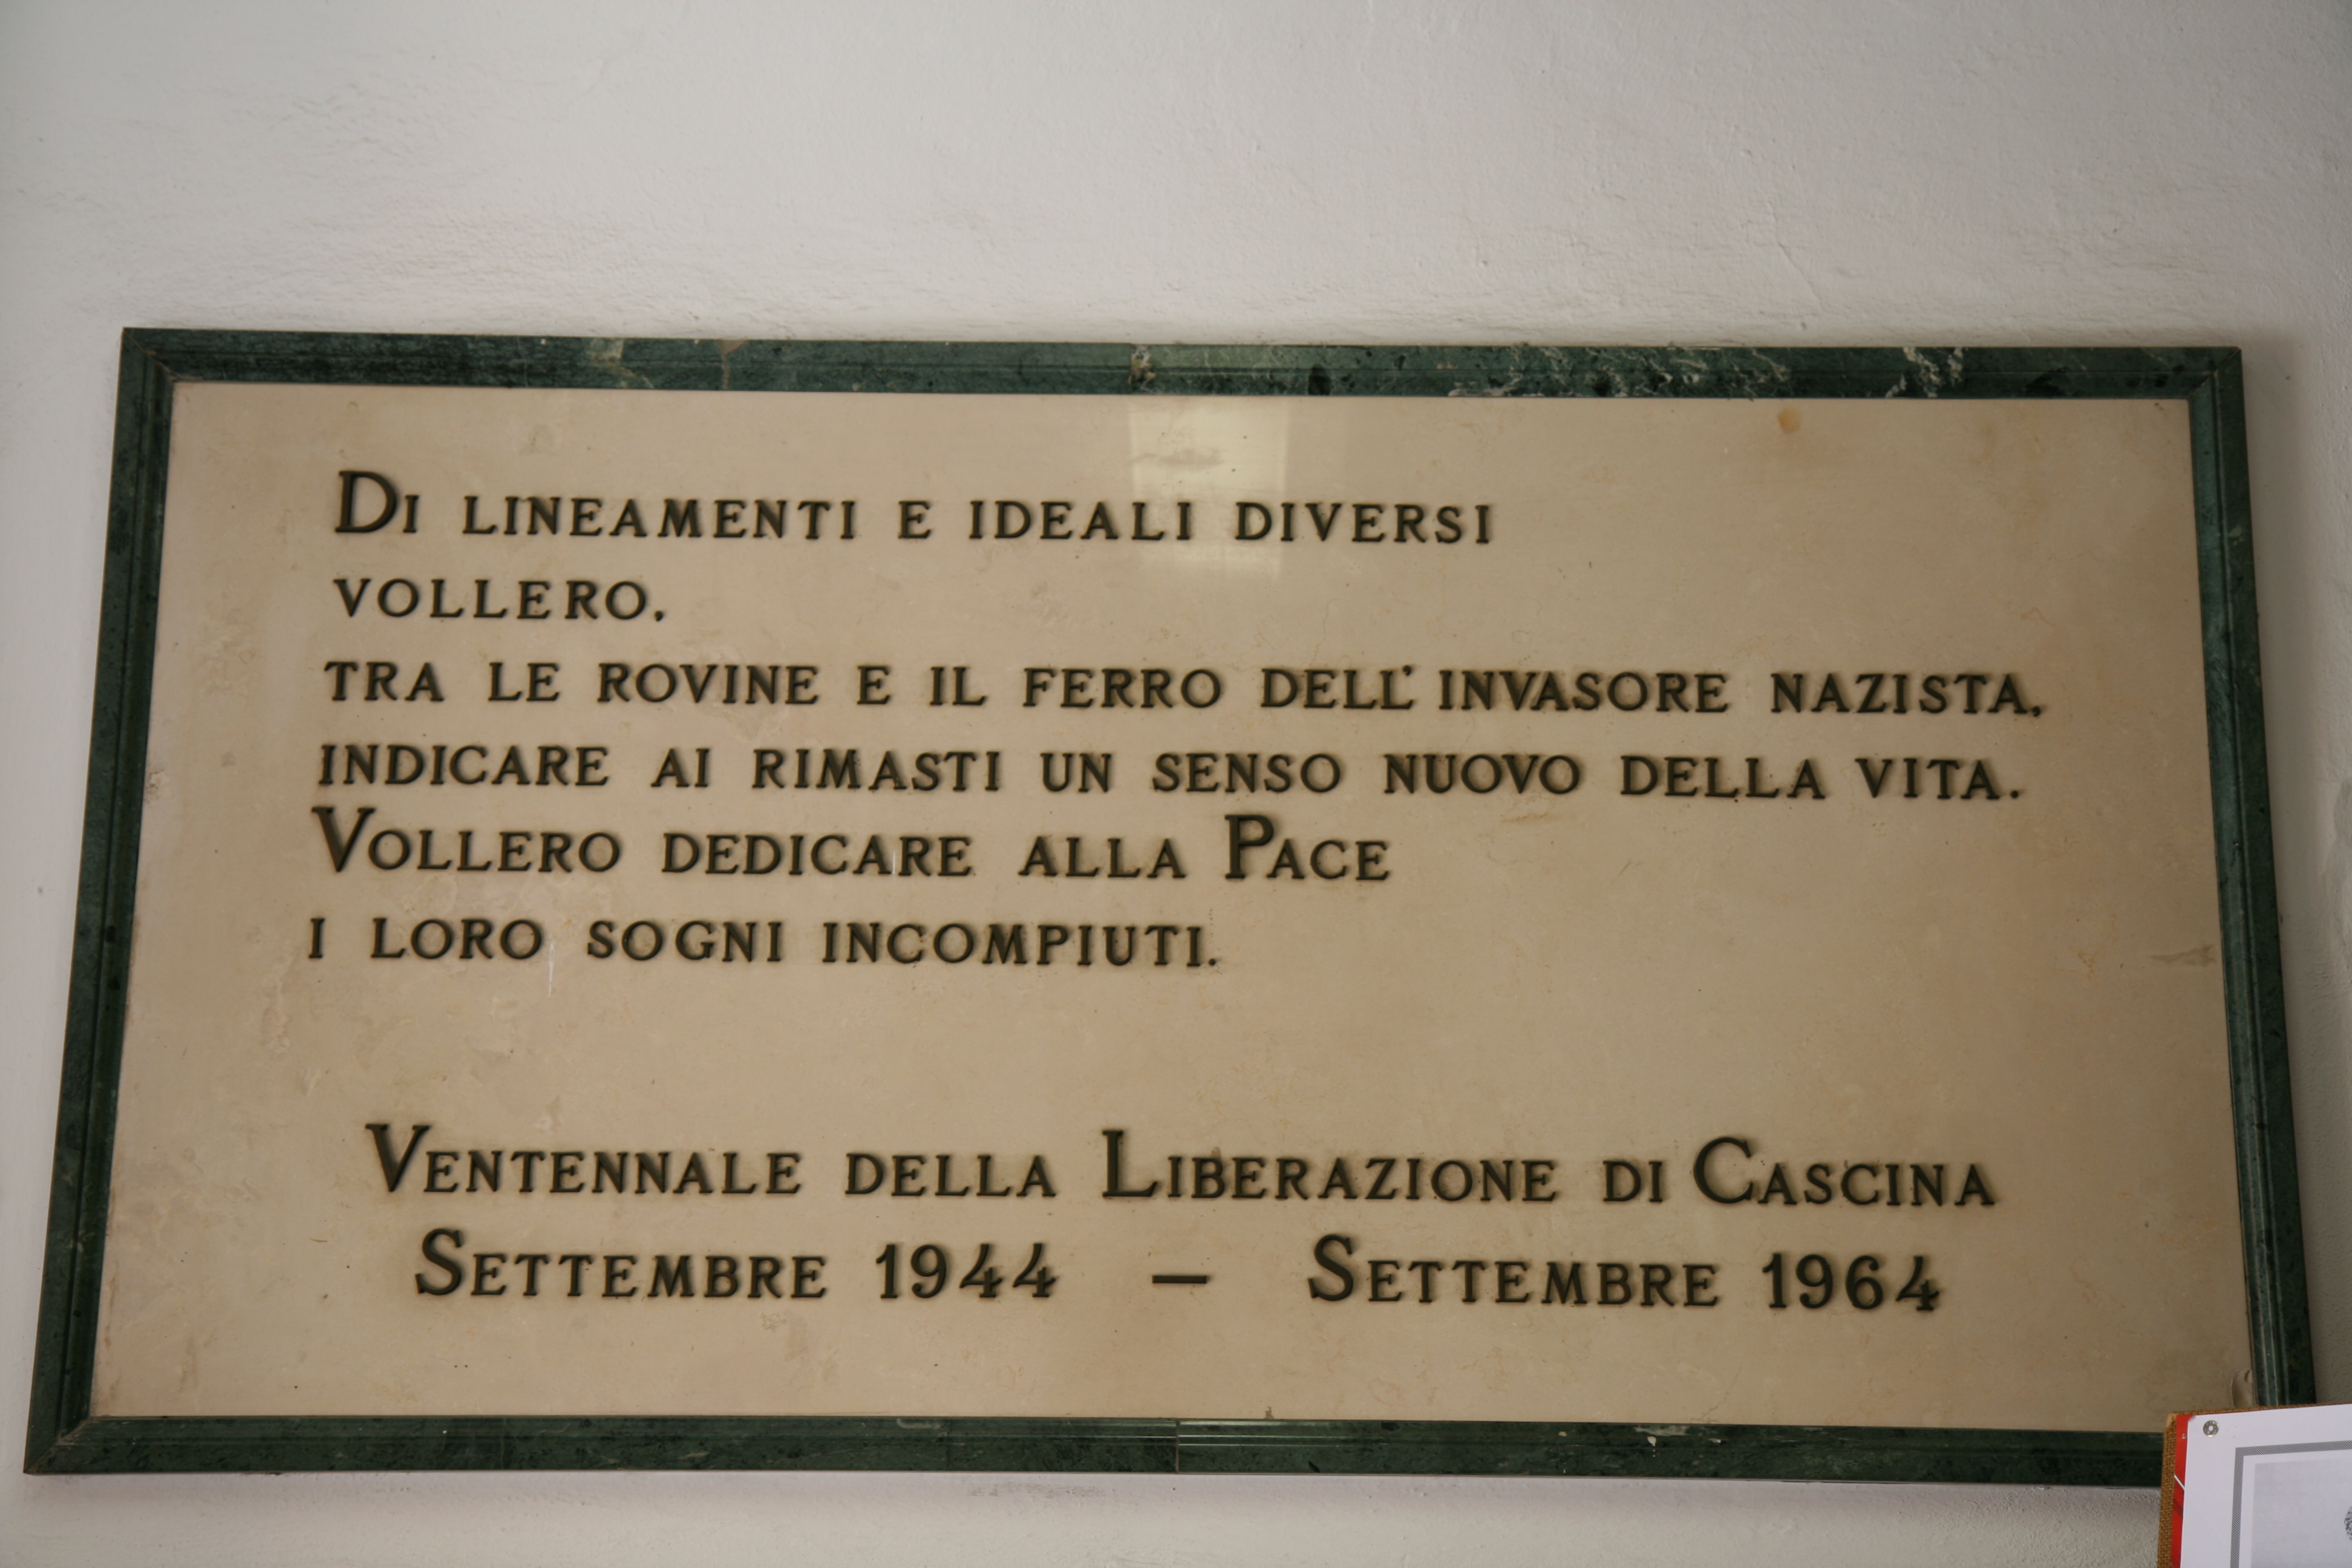 Di lineamenti e ideali diversi
vollero,
tra le rovine e il ferro dell'invasore nazista,
indicare ai rimasti un senso nuovo della vita.
Vollero dedicare alla Pace
i loro sogni incompiuti.
Ventennale della Liberazione di Cascina
Settembre 1944 – Settembre 1964